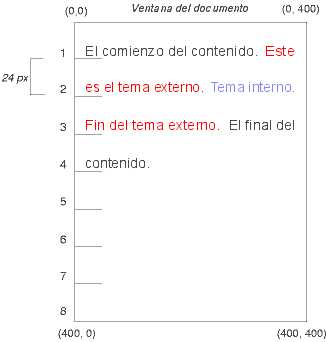 Ventana del documento
(0,0) (0, 400)
1 El comienzo del contenido. Este
24 px
2 es el tema externo. Tema interno.
3 Fin del tema externo. El final del
4 contenido.
5
6
7
8
(400, 0) (400, 400)